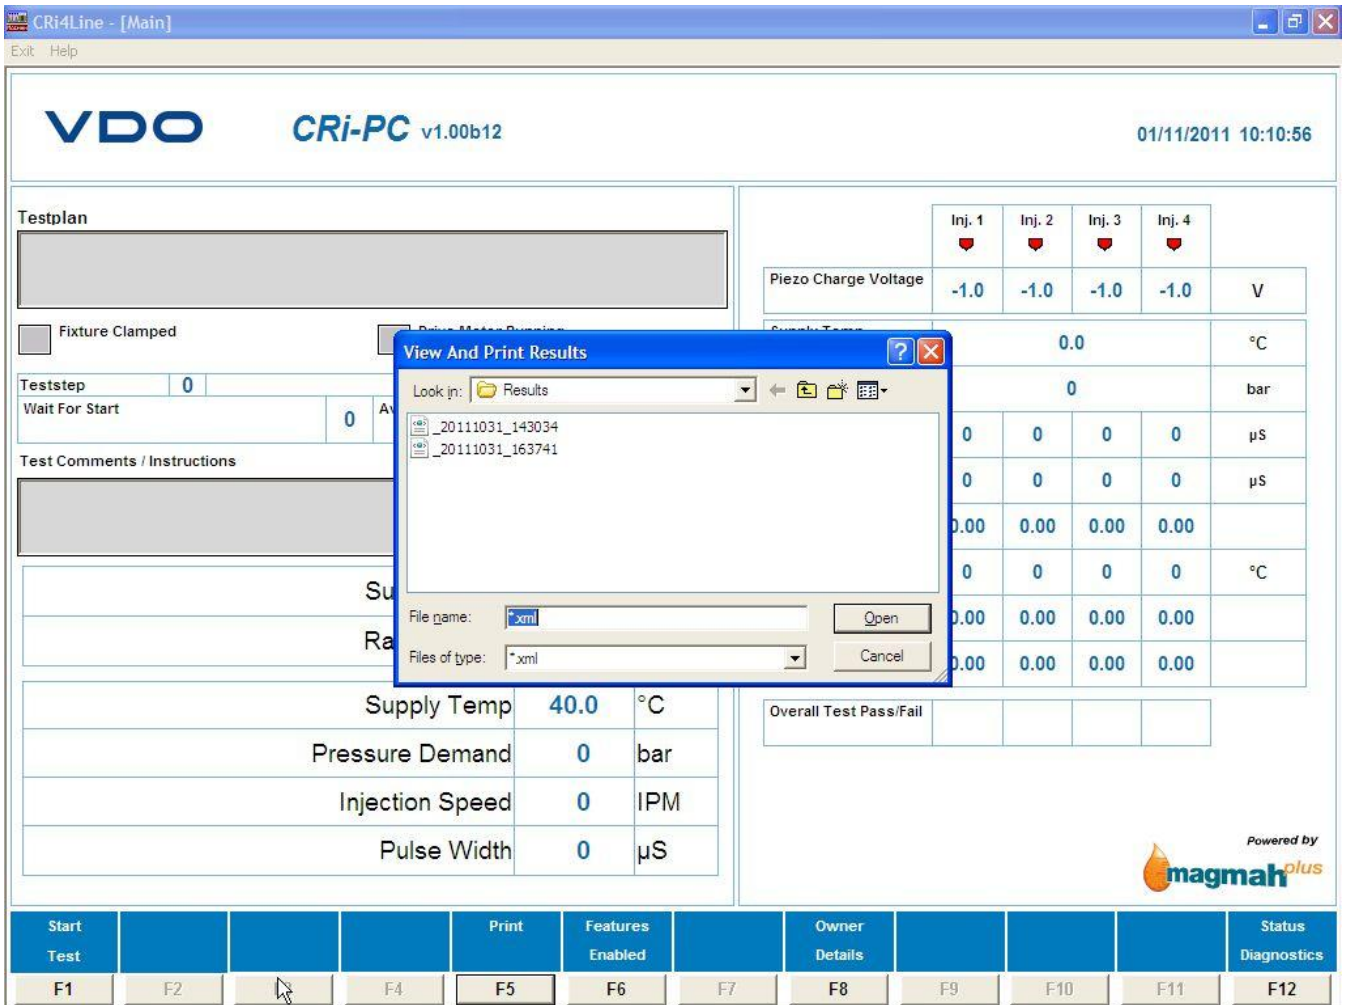 CRi4Line - [Main]
Exit Help
VDO CRi-PC v1.00b12 01/11/2011 10:10:56
Testplan
Fixture Clamped
Teststep 0
Wait For Start 0
Test Comments / Instructions
Supply Temp 40.0 °C
Pressure Demand 0 bar
Injection Speed 0 IPM
Pulse Width 0 µS
View And Print Results
Look in: Results
_20111031_143034
_20111031_163741
File name: *.xml Open
Files of type: *.xml Cancel
Inj. 1 Inj. 2 Inj. 3 Inj. 4
Piezo Charge Voltage -1.0 -1.0 -1.0 -1.0 V
0.0 °C
0 bar
0 0 0 0 µS
0 0 0 0 µS
0.00 0.00 0.00 0.00
0 0 0 0 °C
0.00 0.00 0.00 0.00
0.00 0.00 0.00 0.00
Overall Test Pass/Fail
Powered by
magmah plus
Start Test
Print
Features Enabled
Owner Details
Status Diagnostics
F1 F2 F4 F5 F6 F7 F8 F9 F10 F11 F12